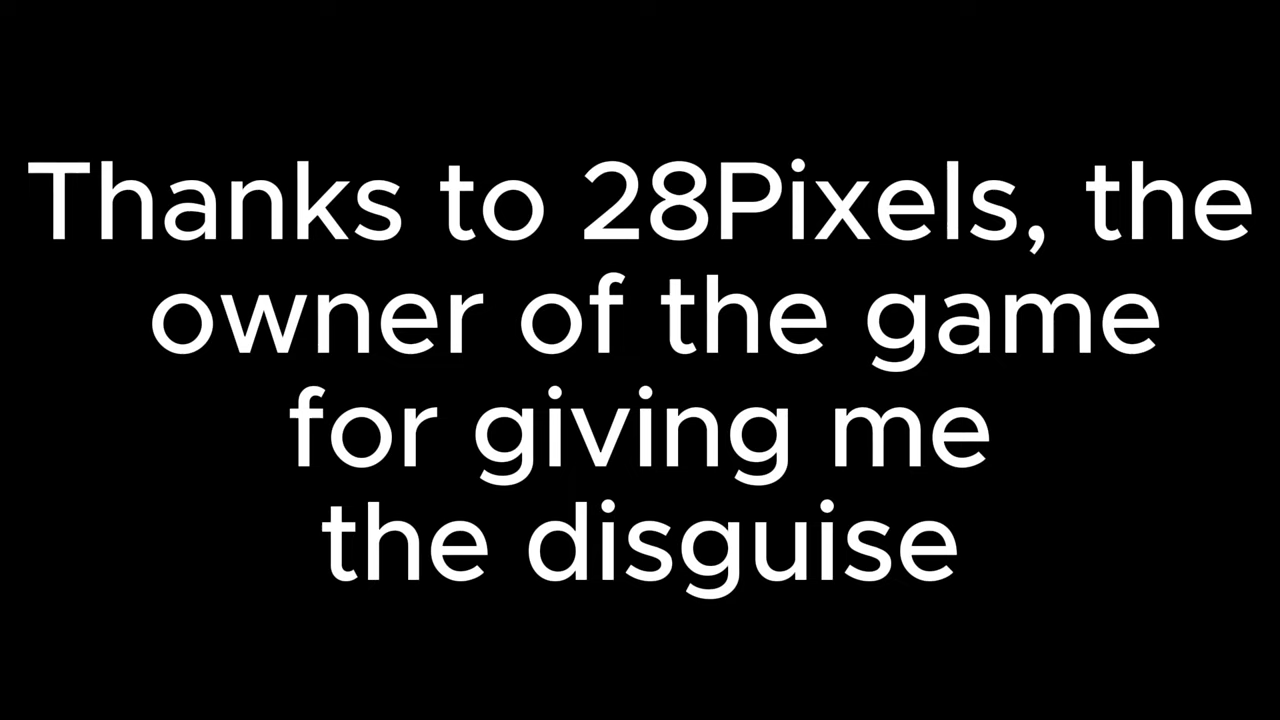 Thanks to 28Pixels, the
owner of the game
for giving me
the disguise